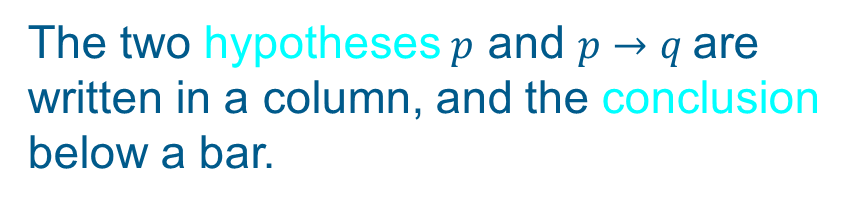 The two hypotheses p and p → q are
written in a column, and the conclusion
below a bar.